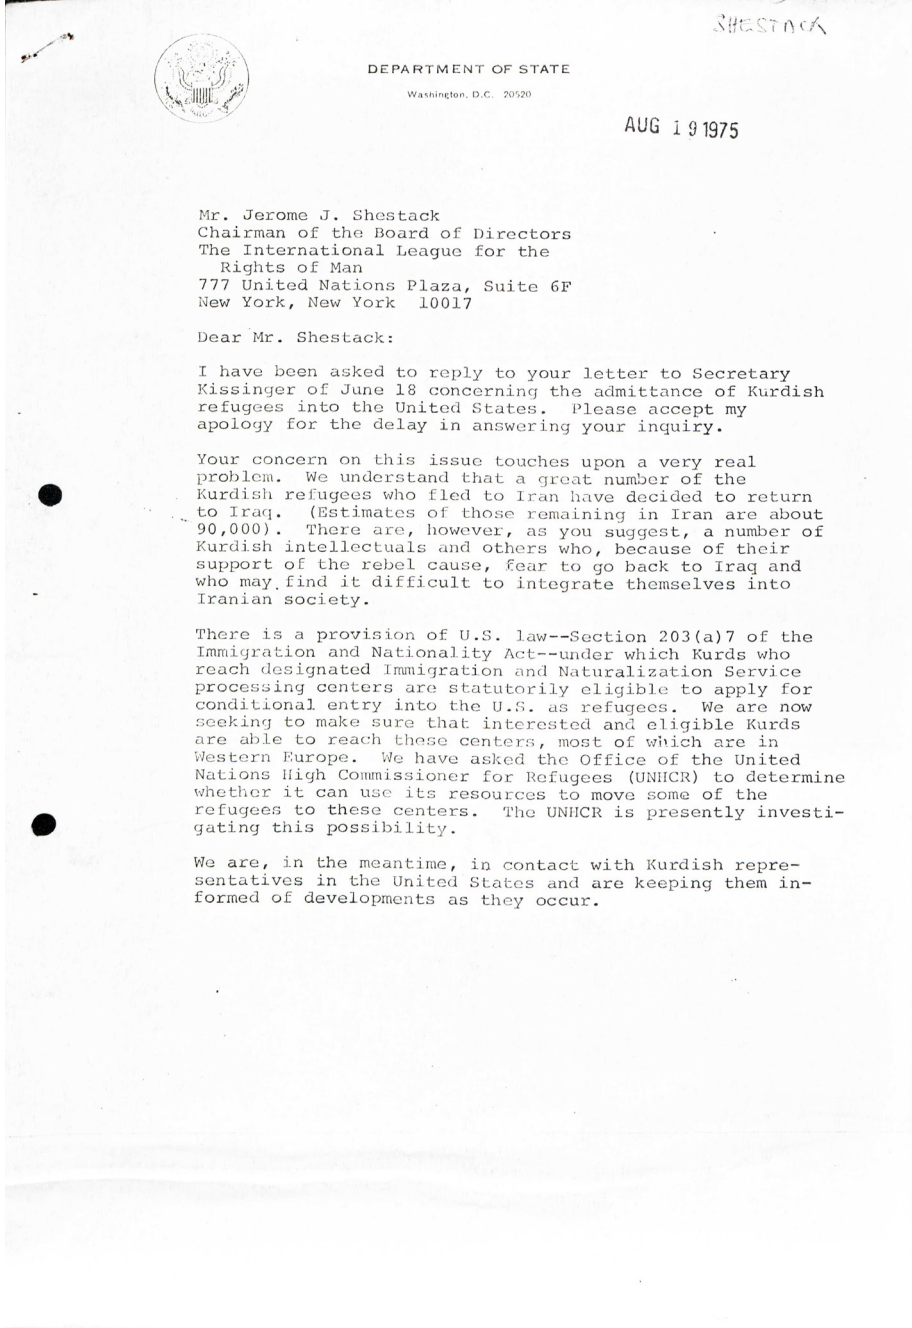 SHESTACK
DEPARTMENT OF STATE
Washington, D.C. 20520
AUG 19 1975
Mr. Jerome J. Shestack
Chairman of the Board of Directors
The International League for the
Rights of Man
777 United Nations Plaza, Suite 6F
New York, New York 10017
Dear Mr. Shestack:
I have been asked to reply to your letter to Secretary
Kissinger of June 18 concerning the admittance of Kurdish
refugees into the United States. Please accept my
apology for the delay in answering your inquiry.
Your concern on this issue touches upon a very real
problem. We understand that a great number of the
Kurdish refugees who fled to Iran have decided to return
to Iraq. (Estimates of those remaining in Iran are about
90,000). There are, however, as you suggest, a number of
Kurdish intellectuals and others who, because of their
support of the rebel cause, fear to go back to Iraq and
who may find it difficult to integrate themselves into
Iranian society.
There is a provision of U.S. law--Section 203(a)7 of the
Immigration and Nationality Act--under which Kurds who
reach designated Immigration and Naturalization Service
processing centers are statutorily eligible to apply for
conditional entry into the U.S. as refugees. We are now
seeking to make sure that interested and eligible Kurds
are able to reach these centers, most of which are in
Western Europe. We have asked the Office of the United
Nations High Commissioner for Refugees (UNHCR) to determine
whether it can use its resources to move some of the
refugees to these centers. The UNHCR is presently investi-
gating this possibility.
We are, in the meantime, in contact with Kurdish repre-
sentatives in the United States and are keeping them in-
formed of developments as they occur.